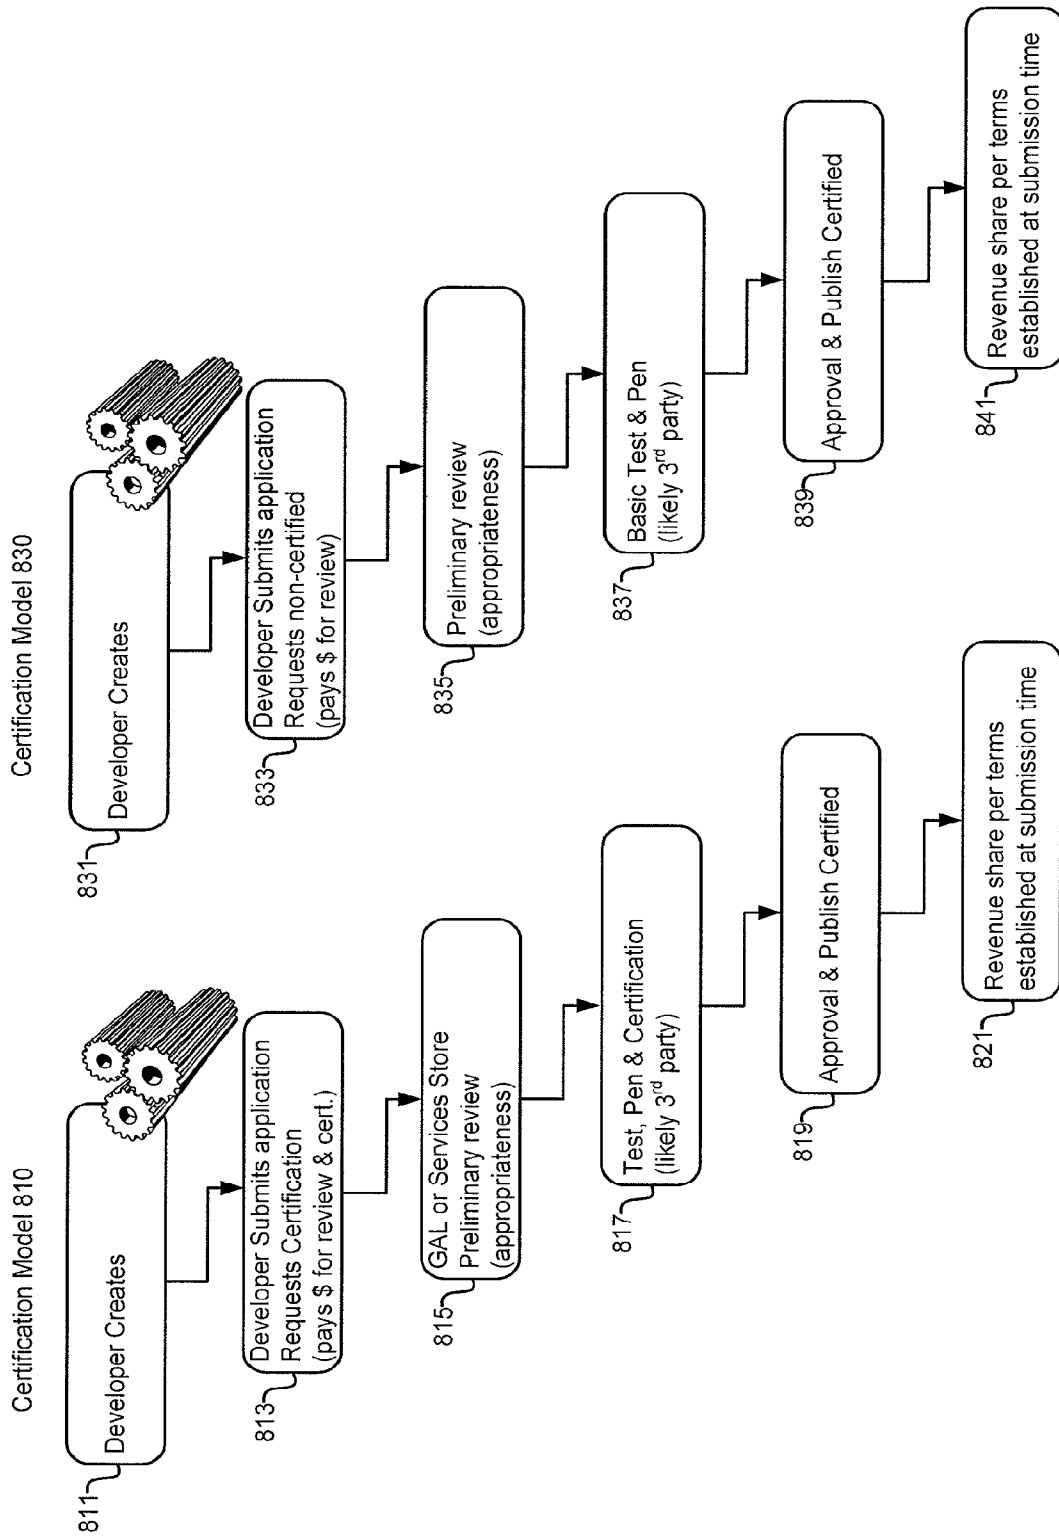 Certification Model 810
811
Developer Creates
813
Developer Submits application
Requests Certification
(pays $ for review & cert.)
815
GAL or Services Store
Preliminary review
(appropriateness)
817
Test, Pen & Certification
(likely 3rd party)
819
Approval & Publish Certified
821
Revenue share per terms
established at submission time
Certification Model 830
831
Developer Creates
833
Developer Submits application
Requests non-certified
(pays $ for review)
835
Preliminary review
(appropriateness)
837
Basic Test & Pen
(likely 3rd party)
839
Approval & Publish Certified
841
Revenue share per terms
established at submission time